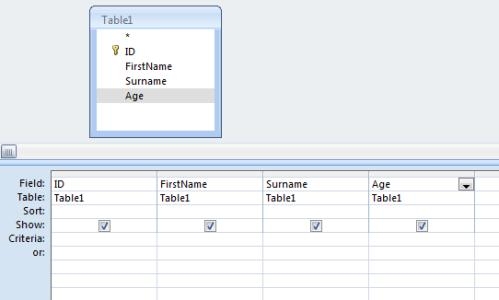 Table1
*
ID
FirstName
Surname
Age
Field: ID FirstName Surname Age
Table: Table1 Table1 Table1 Table1
Sort:
Show:
Criteria:
or: